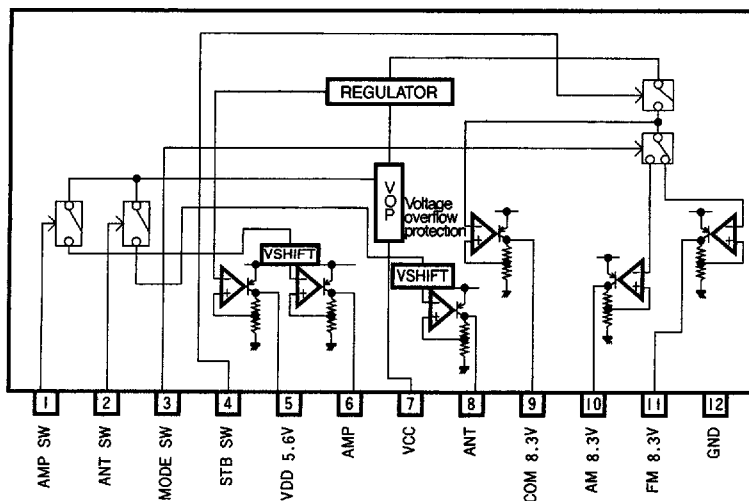 REGULATOR
VOP
Voltage
overflow
protection
VSHIFT
VSHIFT
1
2
3
4
5
6
7
8
9
10
11
12
AMP SW
ANT SW
MODE SW
STB SW
VDD 5.6V
AMP
VCC
ANT
COM 8.3V
AM 8.3V
FM 8.3V
GND